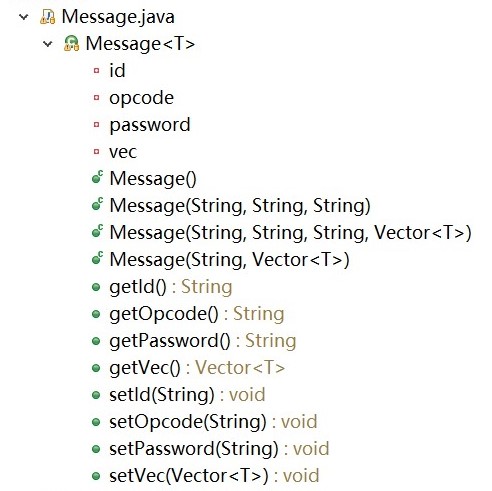 Message.java
Message<T>
id
opcode
password
vec
Message()
Message(String, String, String)
Message(String, String, String, Vector<T>)
Message(String, Vector<T>)
getId() : String
getOpcode() : String
getPassword() : String
getVec() : Vector<T>
setId(String) : void
setOpcode(String) : void
setPassword(String) : void
setVec(Vector<T>) : void